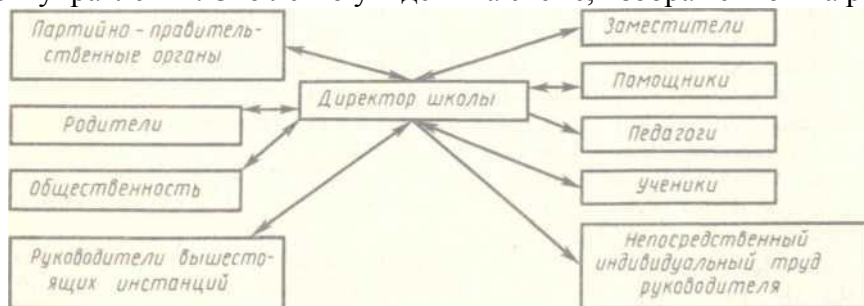 Партийно-правитель-
ственные органы
Родители
Общественность
Руководители вышесто-
ящих инстанций
Директор школы
Заместители
Помощники
Педагоги
Ученики
Непосредственный
индивидуальный труд
руководителя